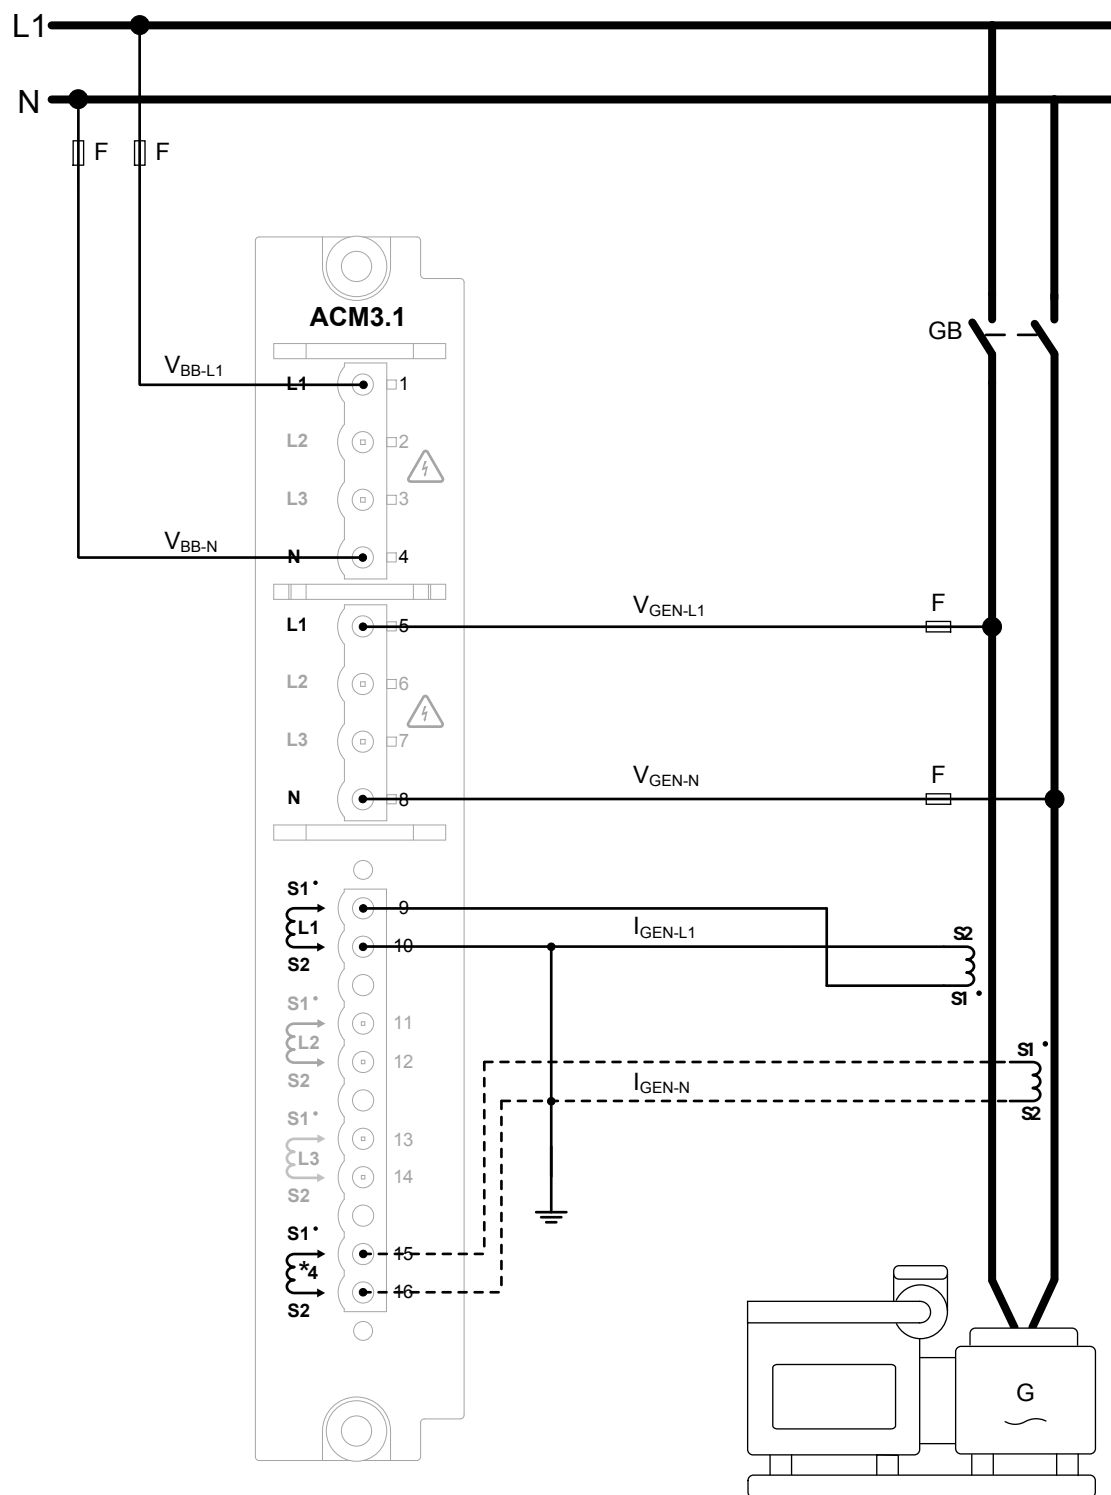 L1
N
F F
ACM3.1
GB
VBB-L1
L1 1
L2 2
L3 3
VBB-N
N 4
VGEN-L1 F
L1 5
L2 6
L3 7
VGEN-N F
N 8
S1•
9
L1
IGEN-L1
S2
10
S2
S1•
S1•
11
L2
12
S2
S1•
IGEN-N
S2
S1•
13
L3
14
S2
S1•
15
*4
16
S2
G